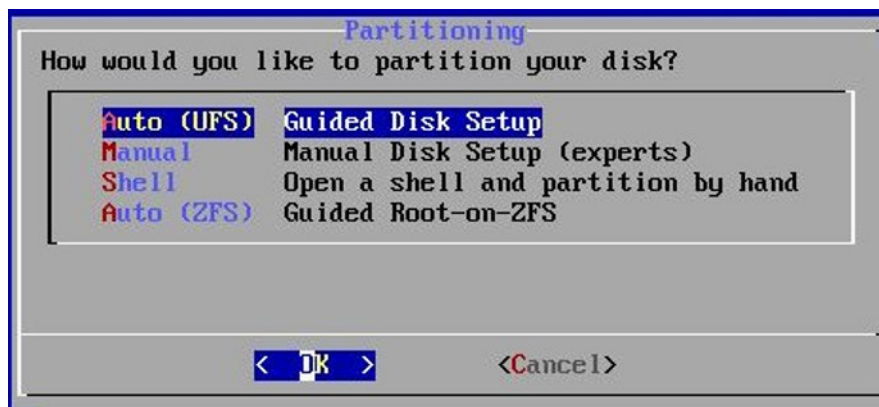 Partitioning
How would you like to partition your disk?
Auto (UFS) Guided Disk Setup
Manual Manual Disk Setup (experts)
Shell Open a shell and partition by hand
Auto (ZFS) Guided Root-on-ZFS
< OK > <Cancel>